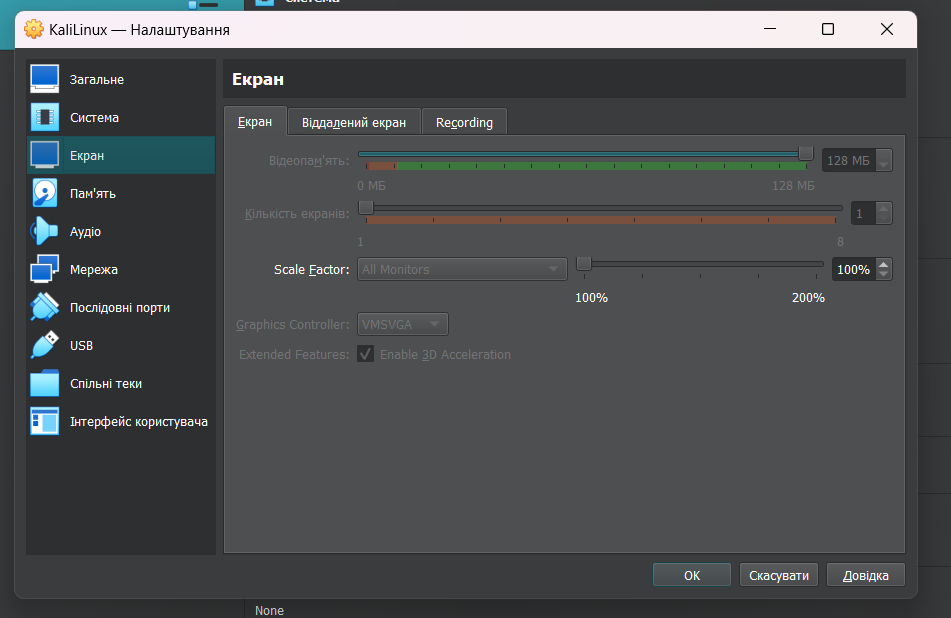 Система
KaliLinux — Налаштування
Загальне
Система
Екран
Пам'ять
Аудіо
Мережа
Послідовні порти
USB
Спільні теки
Інтерфейс користувача
Екран
Екран Віддалений екран Recording
Відеопам'ять: 128 МБ
0 МБ 128 МБ
Кількість екранів: 1
1 8
Scale Factor: All Monitors 100%
100% 200%
Graphics Controller: VMSVGA
Extended Features: Enable 3D Acceleration
OK Скасувати Довідка
None